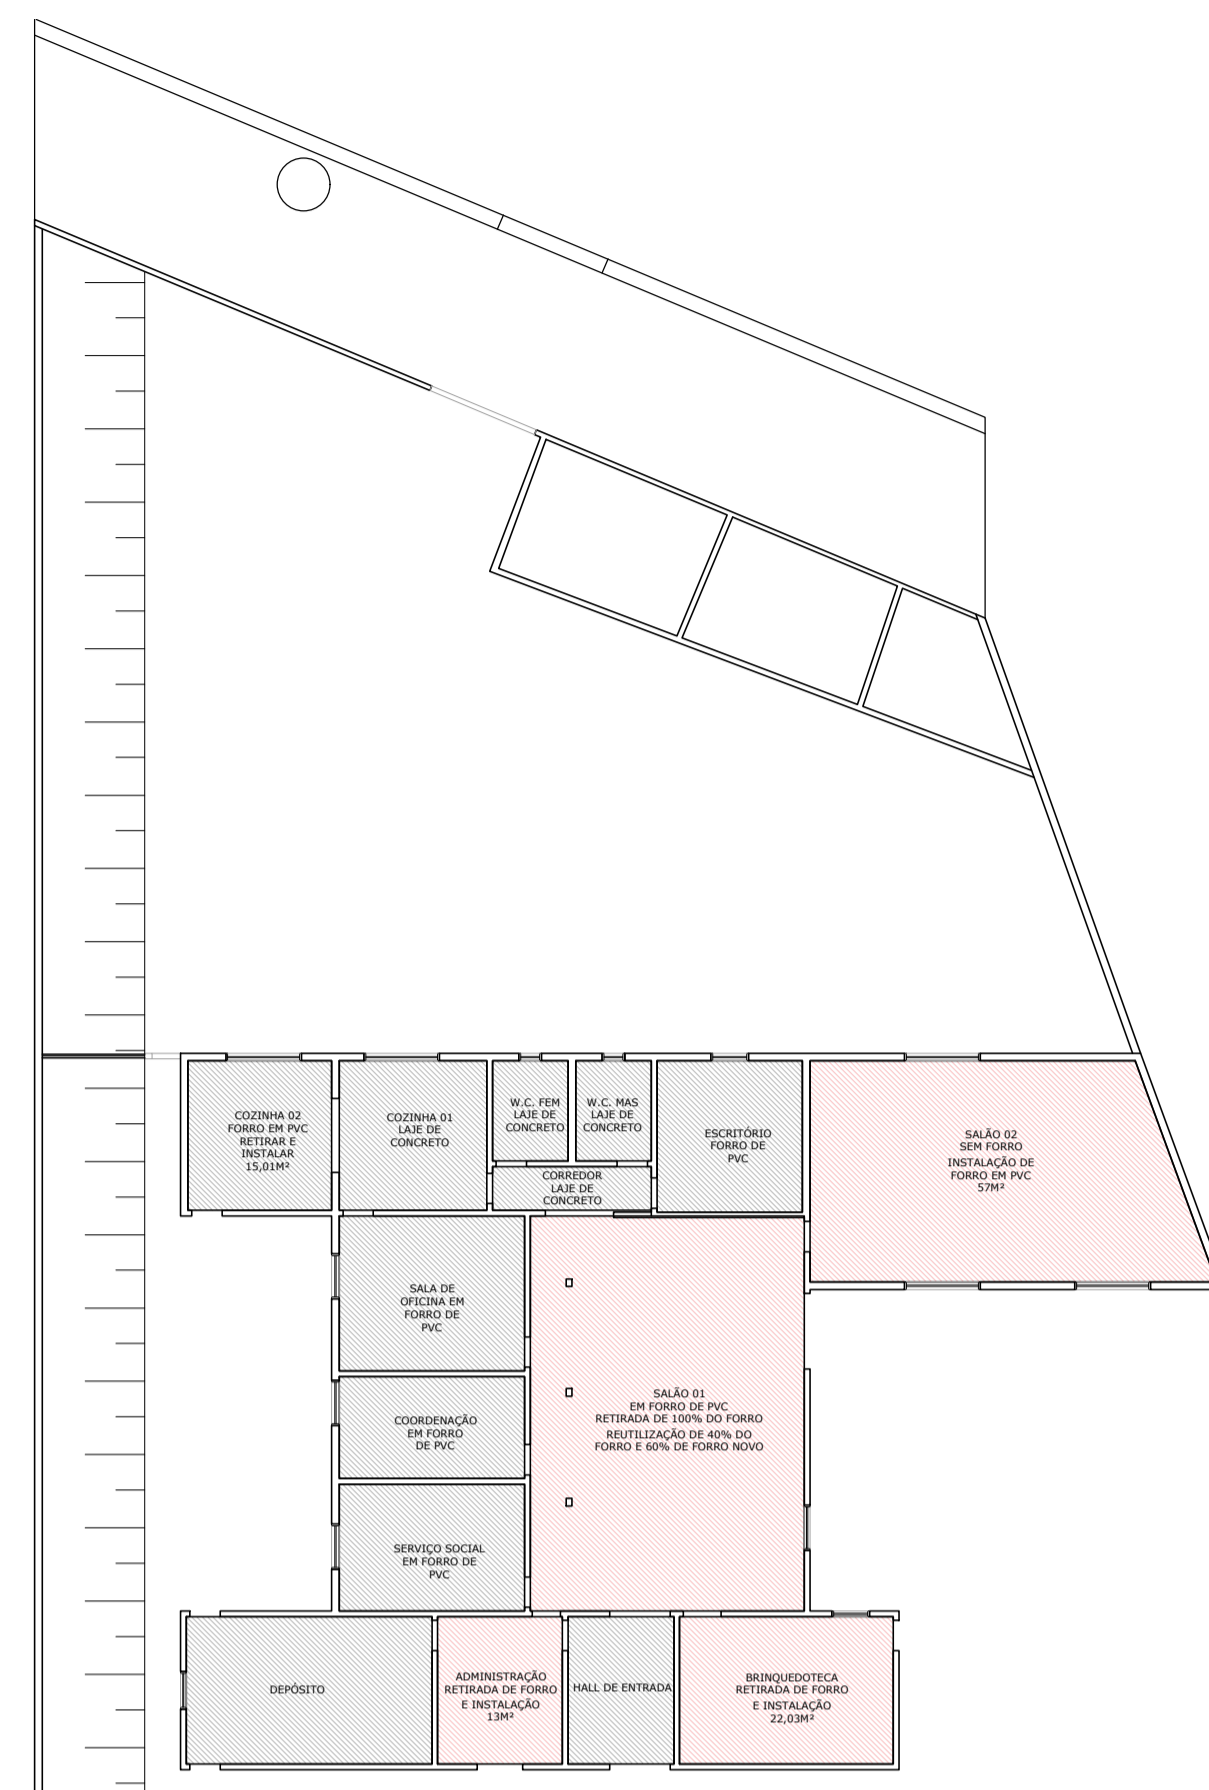 COZINHA 02
FORRO EM PVC
RETIRAR E
INSTALAR
15,01M²
COZINHA 01
LAJE DE
CONCRETO
W.C. FEM
LAJE DE
CONCRETO
W.C. MAS
LAJE DE
CONCRETO
CORREDOR
LAJE DE
CONCRETO
ESCRITÓRIO
FORRO DE
PVC
SALÃO 02
SEM FORRO
INSTALAÇÃO DE
FORRO EM PVC
57M²
SALA DE
OFICINA EM
FORRO DE
PVC
COORDENAÇÃO
EM FORRO
DE PVC
SALÃO 01
EM FORRO DE PVC
RETIRADA DE 100% DO FORRO
REUTILIZAÇÃO DE 40% DO
FORRO E 60% DE FORRO NOVO
SERVIÇO SOCIAL
EM FORRO DE
PVC
DEPÓSITO
ADMINISTRAÇÃO
RETIRADA DE FORRO
E INSTALAÇÃO
13M²
HALL DE ENTRADA
BRINQUEDOTECA
RETIRADA DE FORRO
E INSTALAÇÃO
22,03M²